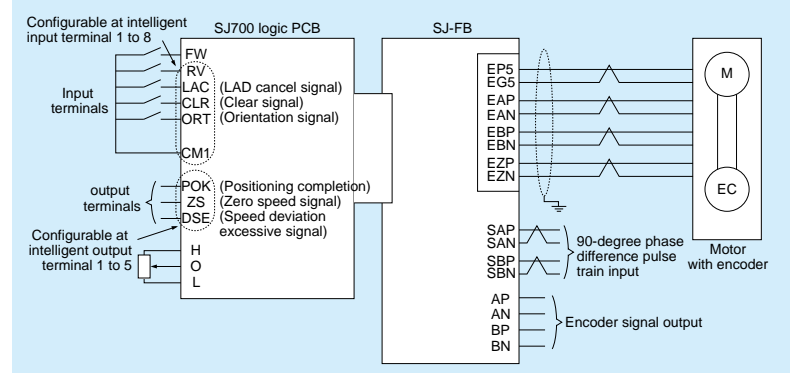 Configurable at intelligent
input terminal 1 to 8
SJ700 logic PCB
SJ-FB
FW
RV
LAC (LAD cancel signal)
CLR (Clear signal)
ORT (Orientation signal)
CM1
Input
terminals
POK (Positioning completion)
ZS (Zero speed signal)
DSE (Speed deviation
excessive signal)
output
terminals
Configurable at
intelligent output
terminal 1 to 5
H
O
L
EP5
EG5
EAP
EAN
EBP
EBN
EZP
EZN
M
EC
Motor
with encoder
SAP
SAN
SBP
SBN
90-degree phase
difference pulse
train input
AP
AN
BP
BN
Encoder signal output